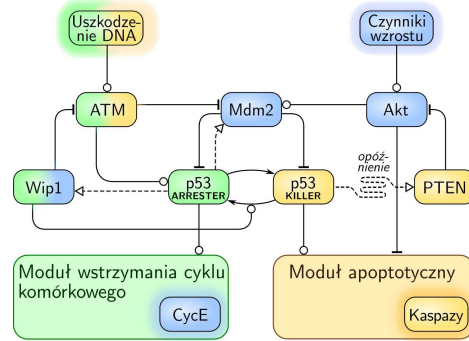 Uszkodze-
nie DNA
Czynniki
wzrostu
ATM
Mdm2
Akt
opóź-
nienie
Wip1
p53
ARRESTER
p53
KILLER
PTEN
Moduł wstrzymania cyklu
komórkowego
CycE
Moduł apoptotyczny
Kaspazy